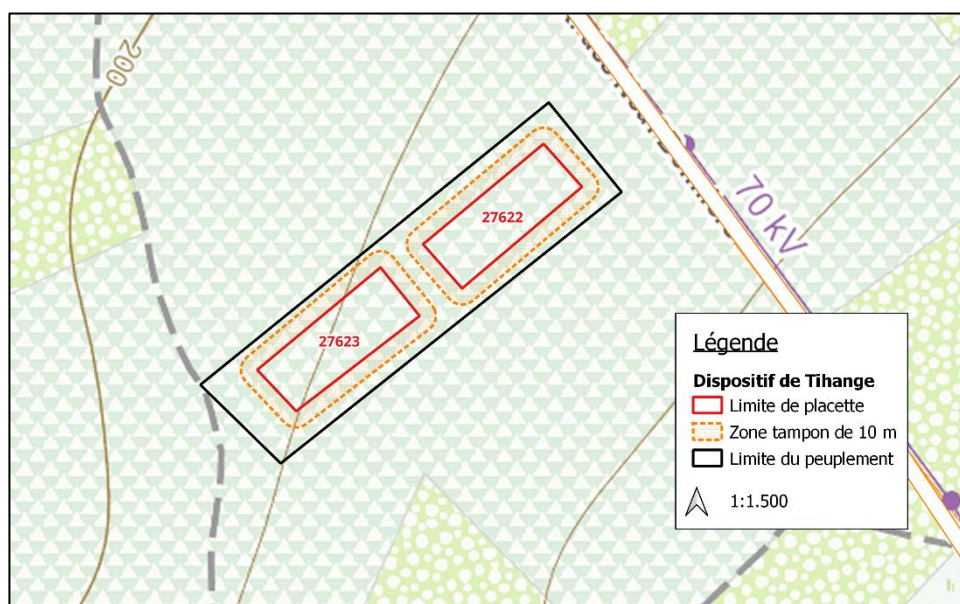 200
70 kV
27622
27623
Légende
Dispositif de Tihange
Limite de placette
Zone tampon de 10 m
Limite du peuplement
1:1.500